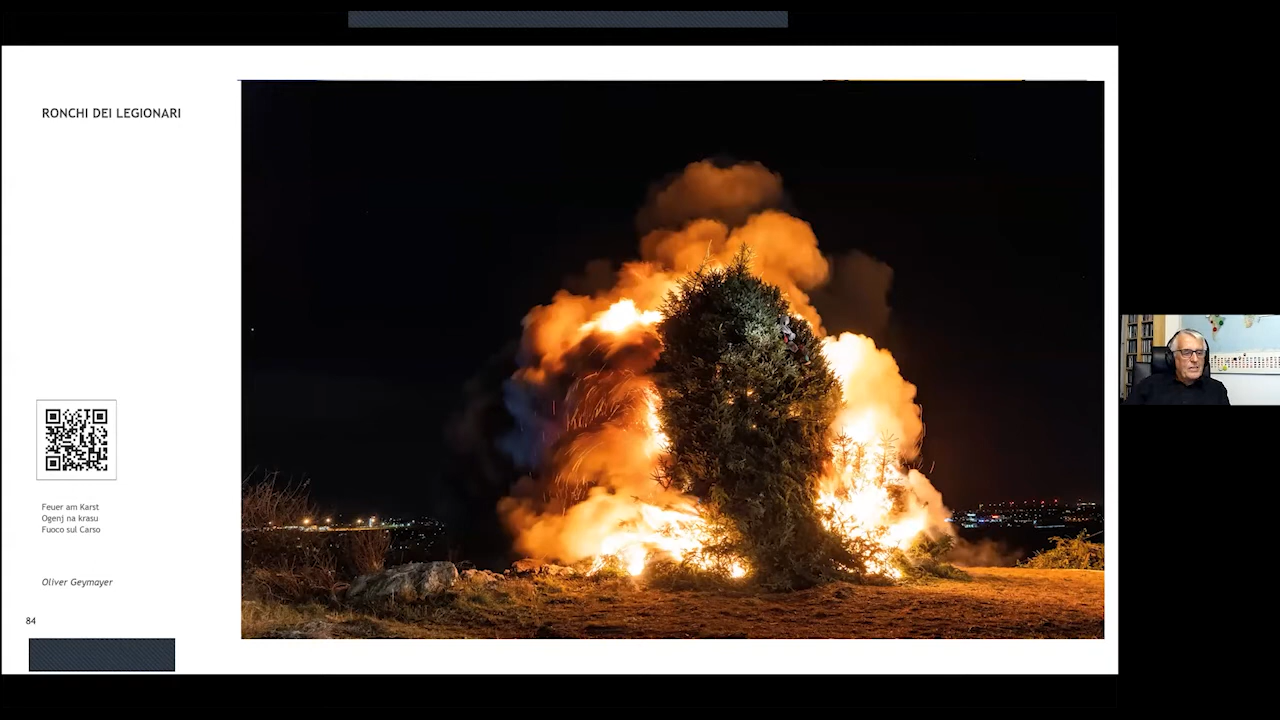 RONCHI DEI LEGIONARI
Feuer am Karst
Ogenj na krasu
Fuoco sul Carso
Oliver Geymayer
84